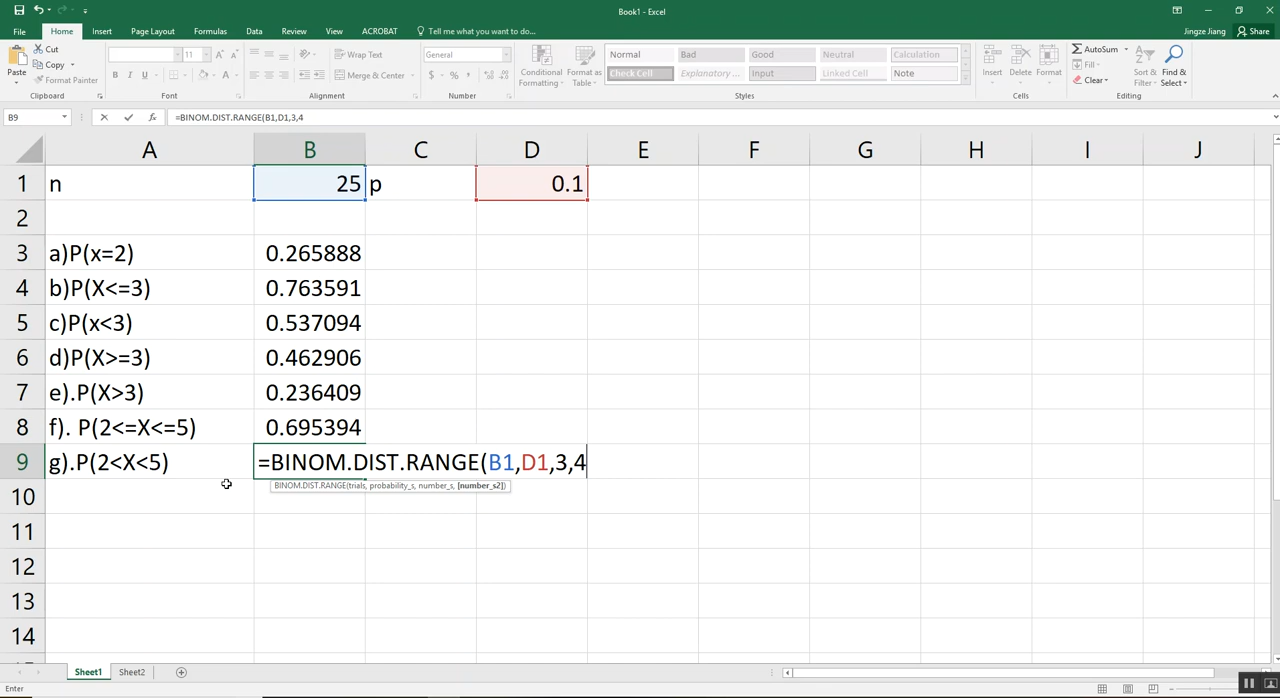 Book1 - Excel
File Home Insert Page Layout Formulas Data Review View ACROBAT Tell me what you want to do... Jingze Jiang Share
Paste Cut Copy Format Painter Clipboard
11 B I U Font
Wrap Text Merge & Center Alignment
General $ % , Number
Conditional Formatting Format as Table
Normal Bad Good Neutral Calculation
Check Cell Explanatory ... Input Linked Cell Note
Styles
Insert Delete Format Cells
AutoSum Fill Clear Sort & Filter Find & Select Editing
B9 fx =BINOM.DIST.RANGE(B1,D1,3,4
A B C D E F G H I J
1 n 25 p 0.1
2
3 a)P(x=2) 0.265888
4 b)P(X<=3) 0.763591
5 c)P(x<3) 0.537094
6 d)P(X>=3) 0.462906
7 e).P(X>3) 0.236409
8 f). P(2<=X<=5) 0.695394
9 g).P(2<X<5) =BINOM.DIST.RANGE(B1,D1,3,4
BINOM.DIST.RANGE(trials, probability_s, number_s, [number_s2])
10
11
12
13
14
Sheet1 Sheet2
Enter